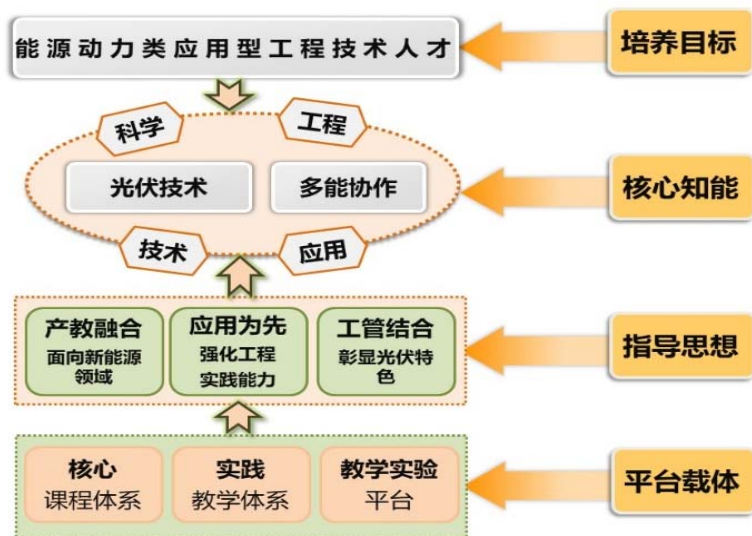 能源动力类应用型工程技术人才
培养目标
科学
工程
光伏技术
多能协作
核心知能
技术
应用
产教融合
面向新能源
领域
应用为先
强化工程
实践能力
工管结合
彰显光伏特
色
指导思想
核心
课程体系
实践
教学体系
教学实验
平台
平台载体